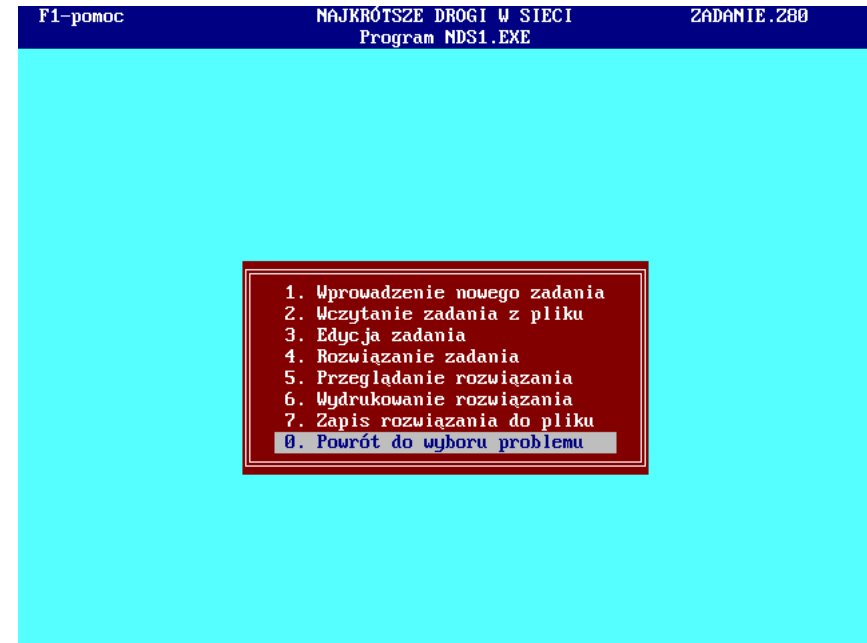 F1-pomoc NAJKRÓTSZE DROGI W SIECI ZADANIE.Z80
Program NDS1.EXE
1. Wprowadzenie nowego zadania
2. Wczytanie zadania z pliku
3. Edycja zadania
4. Rozwiązanie zadania
5. Przeglądanie rozwiązania
6. Wydrukowanie rozwiązania
7. Zapis rozwiązania do pliku
0. Powrót do wyboru problemu